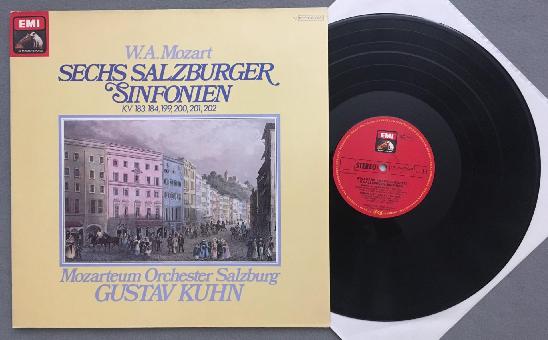 EMI
W.A. Mozart
SECHS SALZBURGER
SINFONIEN
KV 183, 184, 199, 200, 201, 202
Mozarteum Orchester Salzburg
GUSTAV KUHN
EMI
STEREO